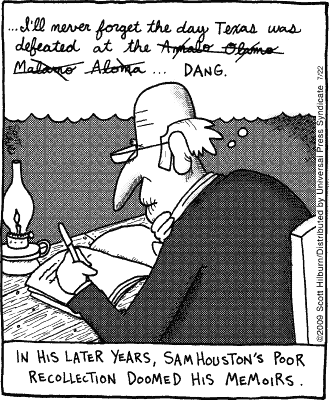 ...I'll never forget the day Texas was
defeated at the Amalo Olamo
Malamo Aloma ... DANG.
©2009 Scott Hilburn/Distributed by Universal Press Syndicate 7/22
IN HIS LATER YEARS, SAM HOUSTON'S POOR
RECOLLECTION DOOMED HIS MEMOIRS.